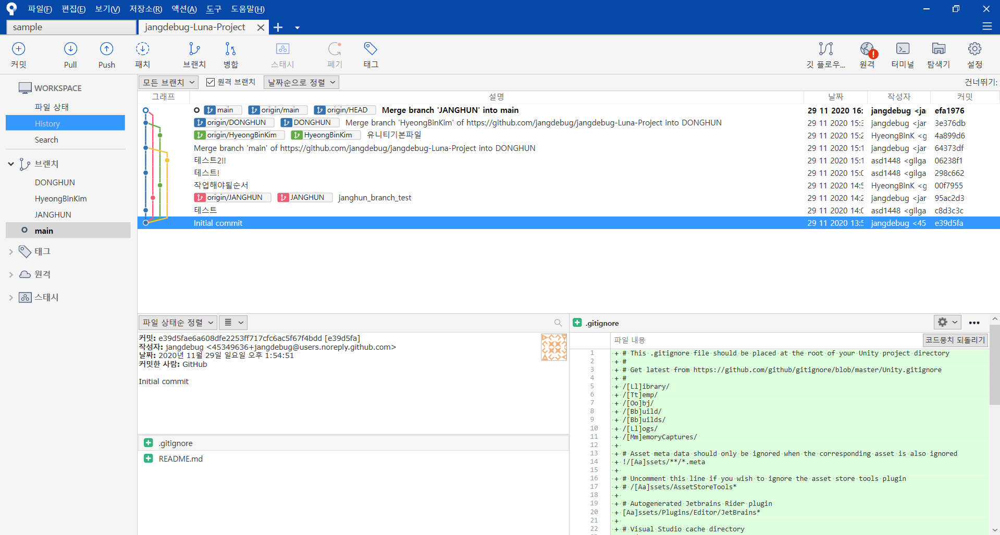 파일(F) 편집(E) 보기(V) 저장소(R) 액션(A) 도구 도움말(H)
sample jangdebug-Luna-Project
커밋 Pull Push 패치 브랜치 병합 스태시 폐기 태그 깃 플로우... 원격 터미널 탐색기 설정
WORKSPACE
파일 상태
History
Search
브랜치
DONGHUN
HyeongBinKim
JANGHUN
main
태그
원격
스태시
모든 브랜치 원격 브랜치 날짜순으로 정렬 건너뛰기:
그래프 설명 날짜 작성자 커밋
main origin/main origin/HEAD Merge branch 'JANGHUN' into main 29 11 2020 16: jangdebug <ja efa1976
origin/DONGHUN DONGHUN Merge branch 'HyeongBinKim' of https://github.com/jangdebug/jangdebug-Luna-Project into DONGHUN 29 11 2020 15:3 jangdebug <jar 3e376db
origin/HyeongBinKim HyeongBinKim 유니티기본파일 29 11 2020 15:2 HyeongBinK <g 4a899d6
Merge branch 'main' of https://github.com/jangdebug/jangdebug-Luna-Project into DONGHUN 29 11 2020 15:1 jangdebug <jar 64373df
테스트2!! 29 11 2020 15:1 asd1448 <gilga 06238f1
테스트! 29 11 2020 15:0 asd1448 <gilga 298c662
작업해야될순서 29 11 2020 14:5 HyeongBinK <g 00f7955
origin/JANGHUN JANGHUN janghun_branch_test 29 11 2020 14:2 jangdebug <jar 95ac2d3
테스트 29 11 2020 14:0 asd1448 <gilga c8d3c3c
Initial commit 29 11 2020 13:5 jangdebug <45 e39d5fa
파일 상태순 정렬
커밋: e39d5fae6a608dfe2253ff717cfc6ac5f67f4bdd [e39d5fa]
작성자: jangdebug <45349636+jangdebug@users.noreply.github.com>
날짜: 2020년 11월 29일 일요일 오후 1:54:51
커밋한 사람: GitHub
Initial commit
.gitignore
README.md
.gitignore
파일 내용 코드뭉치 되돌리기
1 + # This .gitignore file should be placed at the root of your Unity project directory
2 + #
3 + # Get latest from https://github.com/github/gitignore/blob/master/Unity.gitignore
4 + #
5 + /[Ll]ibrary/
6 + /[Tt]emp/
7 + /[Oo]bj/
8 + /[Bb]uild/
9 + /[Bb]uilds/
10 + /[Ll]ogs/
11 + /[Mm]emoryCaptures/
12 +
13 + # Asset meta data should only be ignored when the corresponding asset is also ignored
14 + !/[Aa]ssets/**/*.meta
15 +
16 + # Uncomment this line if you wish to ignore the asset store tools plugin
17 + # /[Aa]ssets/AssetStoreTools*
18 +
19 + # Autogenerated Jetbrains Rider plugin
20 + [Aa]ssets/Plugins/Editor/JetBrains*
21 +
22 + # Visual Studio cache directory